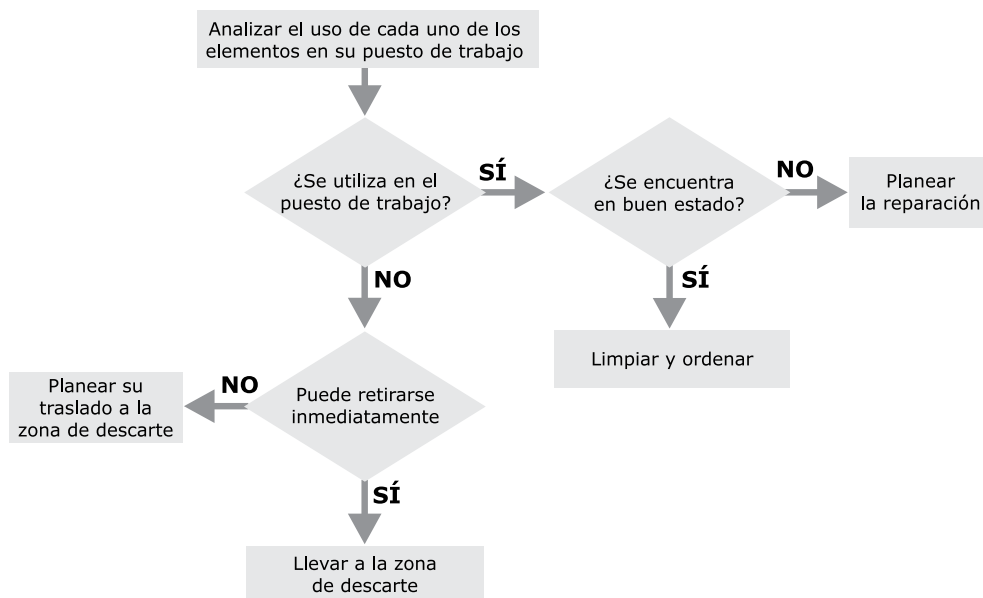 Analizar el uso de cada uno de los
elementos en su puesto de trabajo
¿Se utiliza en el
puesto de trabajo?
SÍ
¿Se encuentra
en buen estado?
NO
Planear
la reparación
NO
SÍ
Limpiar y ordenar
Puede retirarse
inmediatamente
NO
Planear su
traslado a la
zona de descarte
SÍ
Llevar a la zona
de descarte